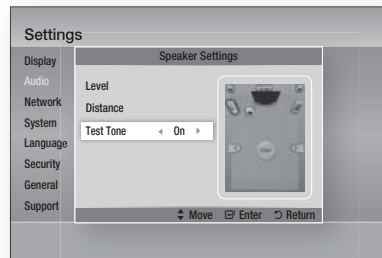 Settings
Display
Audio
Network
System
Language
Security
General
Support
Speaker Settings
Level
Distance
Test Tone ◂ On ▸
Move Enter Return